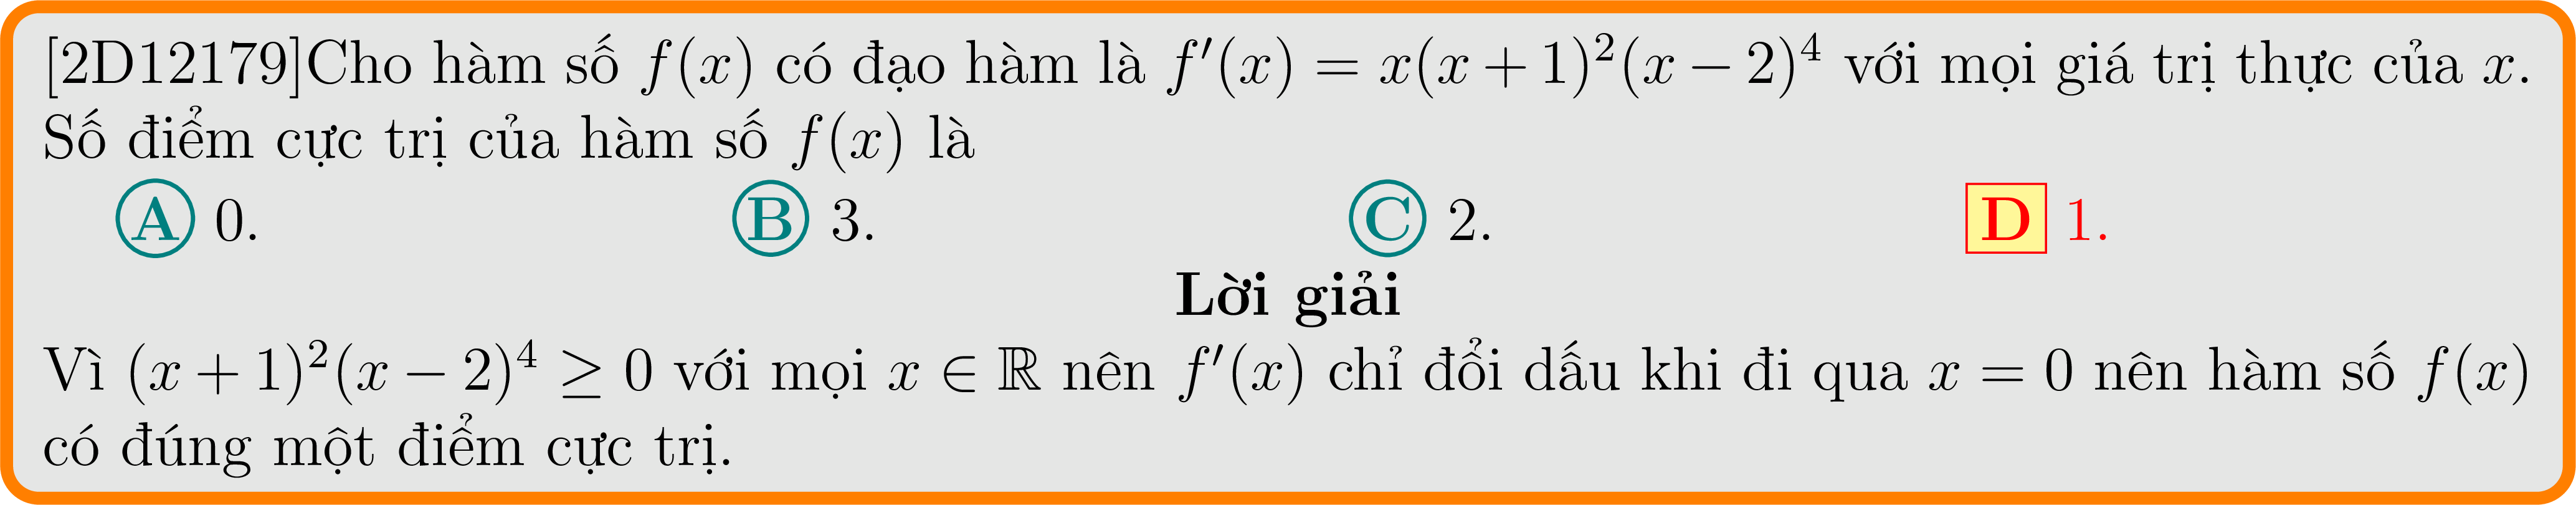 [2D12179]Cho hàm số f(x) có đạo hàm là f′(x) = x(x + 1)²(x − 2)⁴ với mọi giá trị thực của x.
Số điểm cực trị của hàm số f(x) là
A 0. B 3. C 2. D 1.
Lời giải
Vì (x + 1)²(x − 2)⁴ ≥ 0 với mọi x ∈ ℝ nên f′(x) chỉ đổi dấu khi đi qua x = 0 nên hàm số f(x)
có đúng một điểm cực trị.